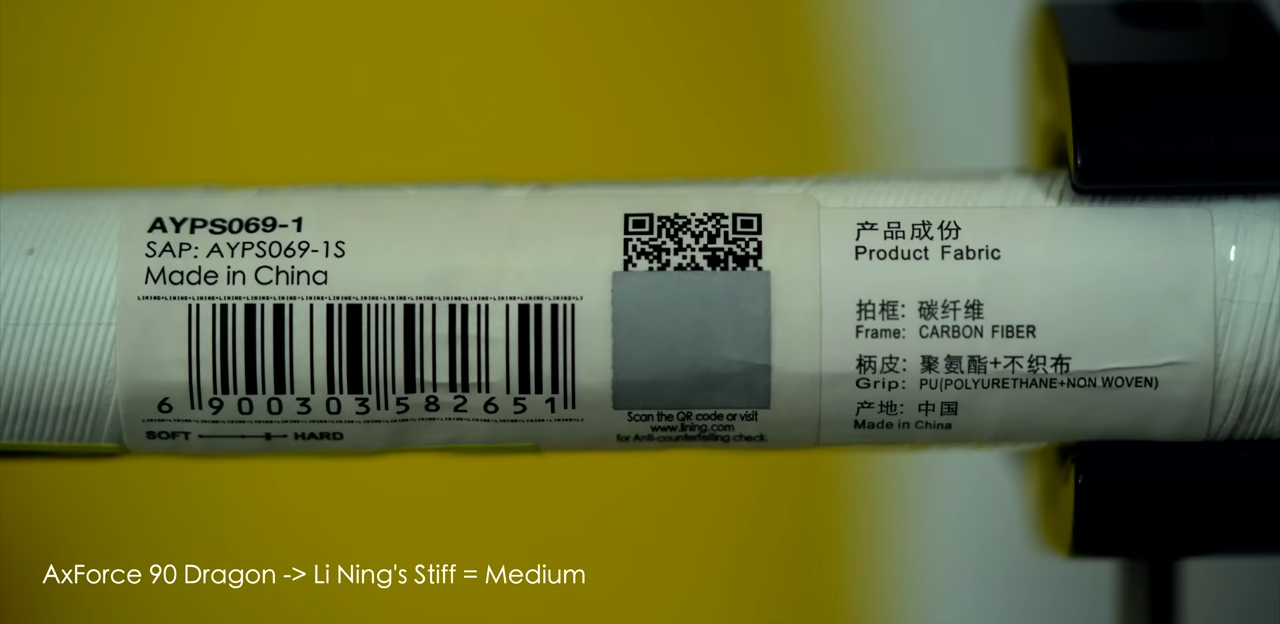 AYPS069-1
SAP: AYPS069-1S
Made in China
6 900303 582651
SOFT HARD
Scan the QR code or visit
www.lining.com
for Anti-counterfeiting check.
产品成份
Product Fabric
拍框: 碳纤维
Frame: CARBON FIBER
柄皮: 聚氨酯+不织布
Grip: PU(POLYURETHANE+NON WOVEN)
产地: 中国
Made in China
AxForce 90 Dragon -> Li Ning's Stiff = Medium